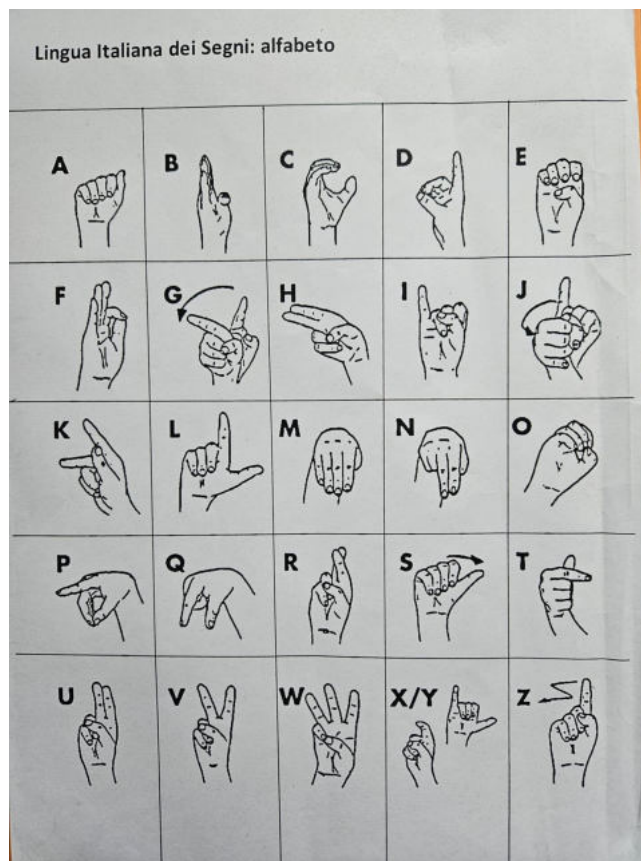 Lingua Italiana dei Segni: alfabeto
A B C D E
F G H I J
K L M N O
P Q R S T
U V W X/Y Z